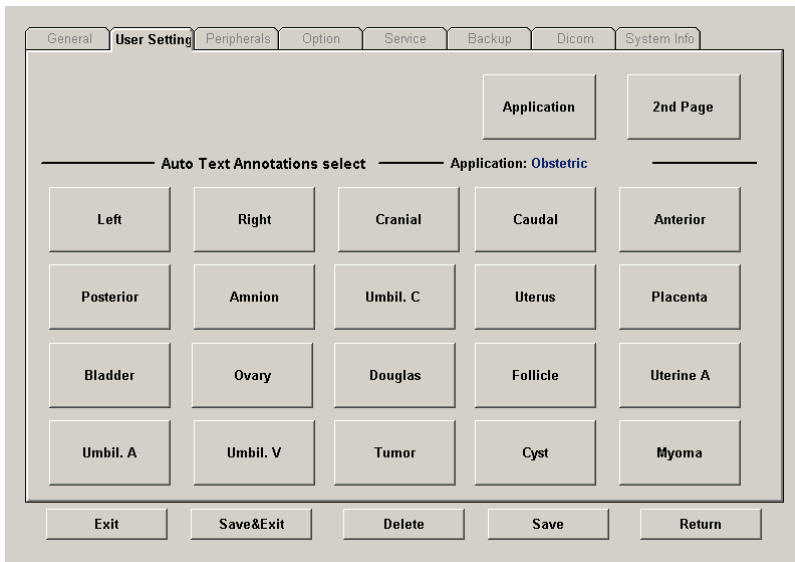 General User Setting Peripherals Option Service Backup Dicom System Info
Application 2nd Page
Auto Text Annotations select Application: Obstetric
Left Right Cranial Caudal Anterior
Posterior Amnion Umbil. C Uterus Placenta
Bladder Ovary Douglas Follicle Uterine A
Umbil. A Umbil. V Tumor Cyst Myoma
Exit Save&Exit Delete Save Return